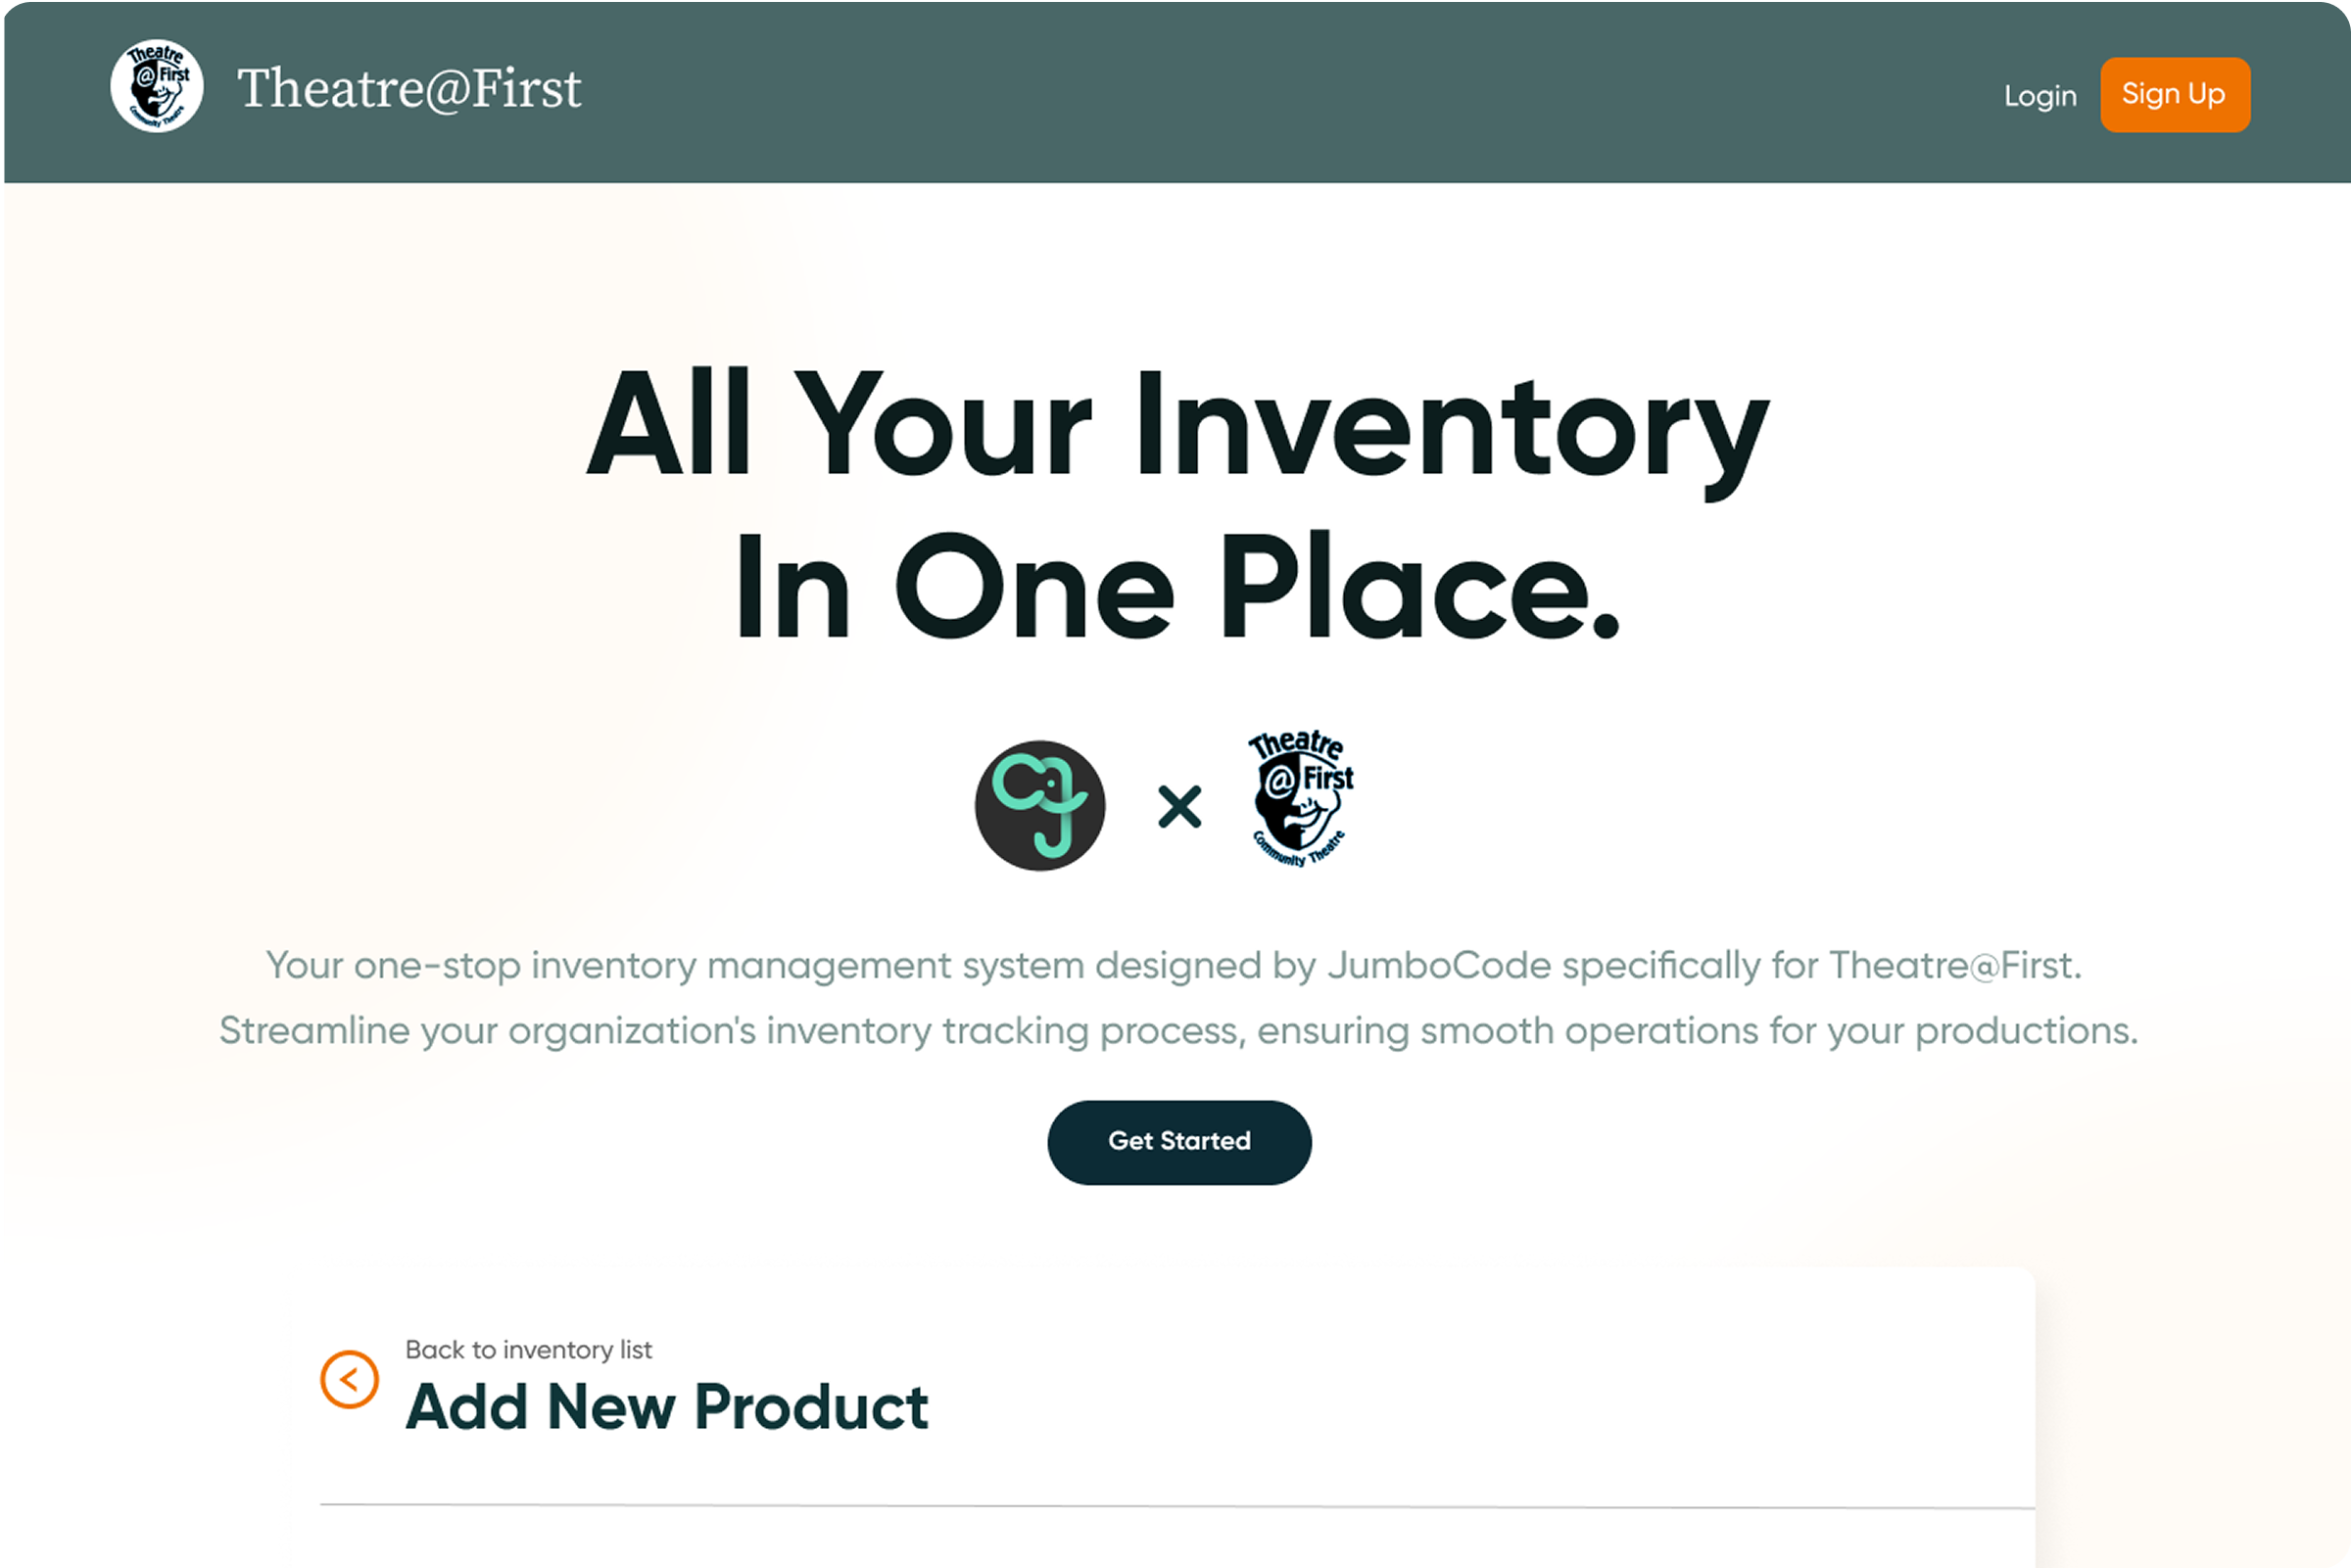 Theatre
@First
Community Theatre
Theatre@First
Login
Sign Up
All Your Inventory
In One Place.
Theatre
@First
Community Theatre
Your one-stop inventory management system designed by JumboCode specifically for Theatre@First.
Streamline your organization's inventory tracking process, ensuring smooth operations for your productions.
Get Started
Back to inventory list
Add New Product